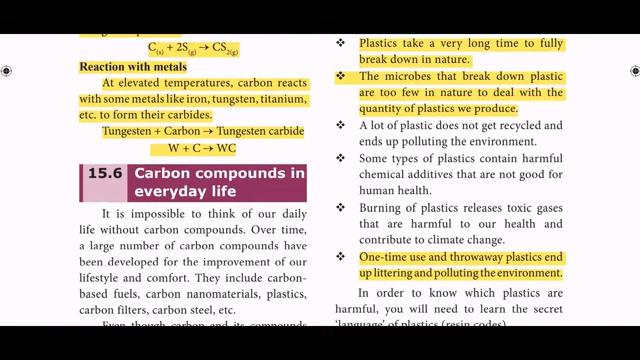 C(s) + 2S(g) → CS2(g)
Reaction with metals
At elevated temperatures, carbon reacts
with some metals like iron, tungsten, titanium,
etc. to form their carbides.
Tungesten + Carbon → Tungesten carbide
W + C → WC
15.6 Carbon compounds in
everyday life
It is impossible to think of our daily
life without carbon compounds. Over time,
a large number of carbon compounds have
been developed for the improvement of our
lifestyle and comfort. They include carbon-
based fuels, carbon nanomaterials, plastics,
carbon filters, carbon steel, etc.
Even though carbon and its compounds
❖ Plastics take a very long time to fully
break down in nature.
❖ The microbes that break down plastic
are too few in nature to deal with the
quantity of plastics we produce.
❖ A lot of plastic does not get recycled and
ends up polluting the environment.
❖ Some types of plastics contain harmful
chemical additives that are not good for
human health.
❖ Burning of plastics releases toxic gases
that are harmful to our health and
contribute to climate change.
❖ One-time use and throwaway plastics end
up littering and polluting the environment.
In order to know which plastics are
harmful, you will need to learn the secret
'language' of plastics (resin codes)